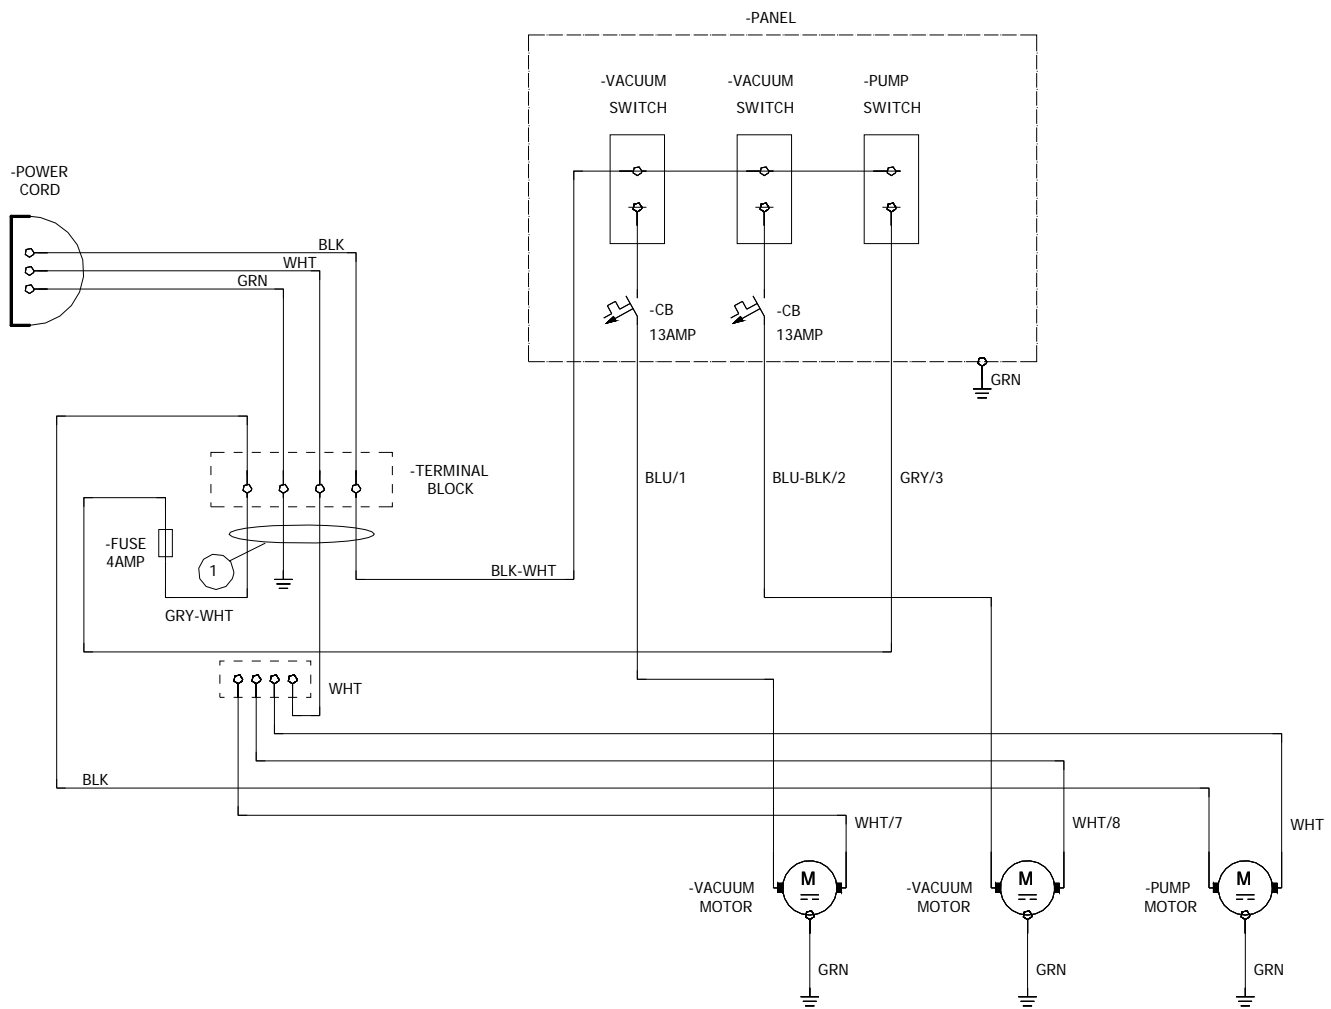 -PANEL
-VACUUM
SWITCH
-VACUUM
SWITCH
-PUMP
SWITCH
-POWER
CORD
BLK
WHT
GRN
-CB
13AMP
-CB
13AMP
GRN
-TERMINAL
BLOCK
BLU/1
BLU-BLK/2
GRY/3
-FUSE
4AMP
1
BLK-WHT
GRY-WHT
WHT
BLK
WHT/7
WHT/8
WHT
-VACUUM
MOTOR
M
-VACUUM
MOTOR
M
-PUMP
MOTOR
M
GRN
GRN
GRN